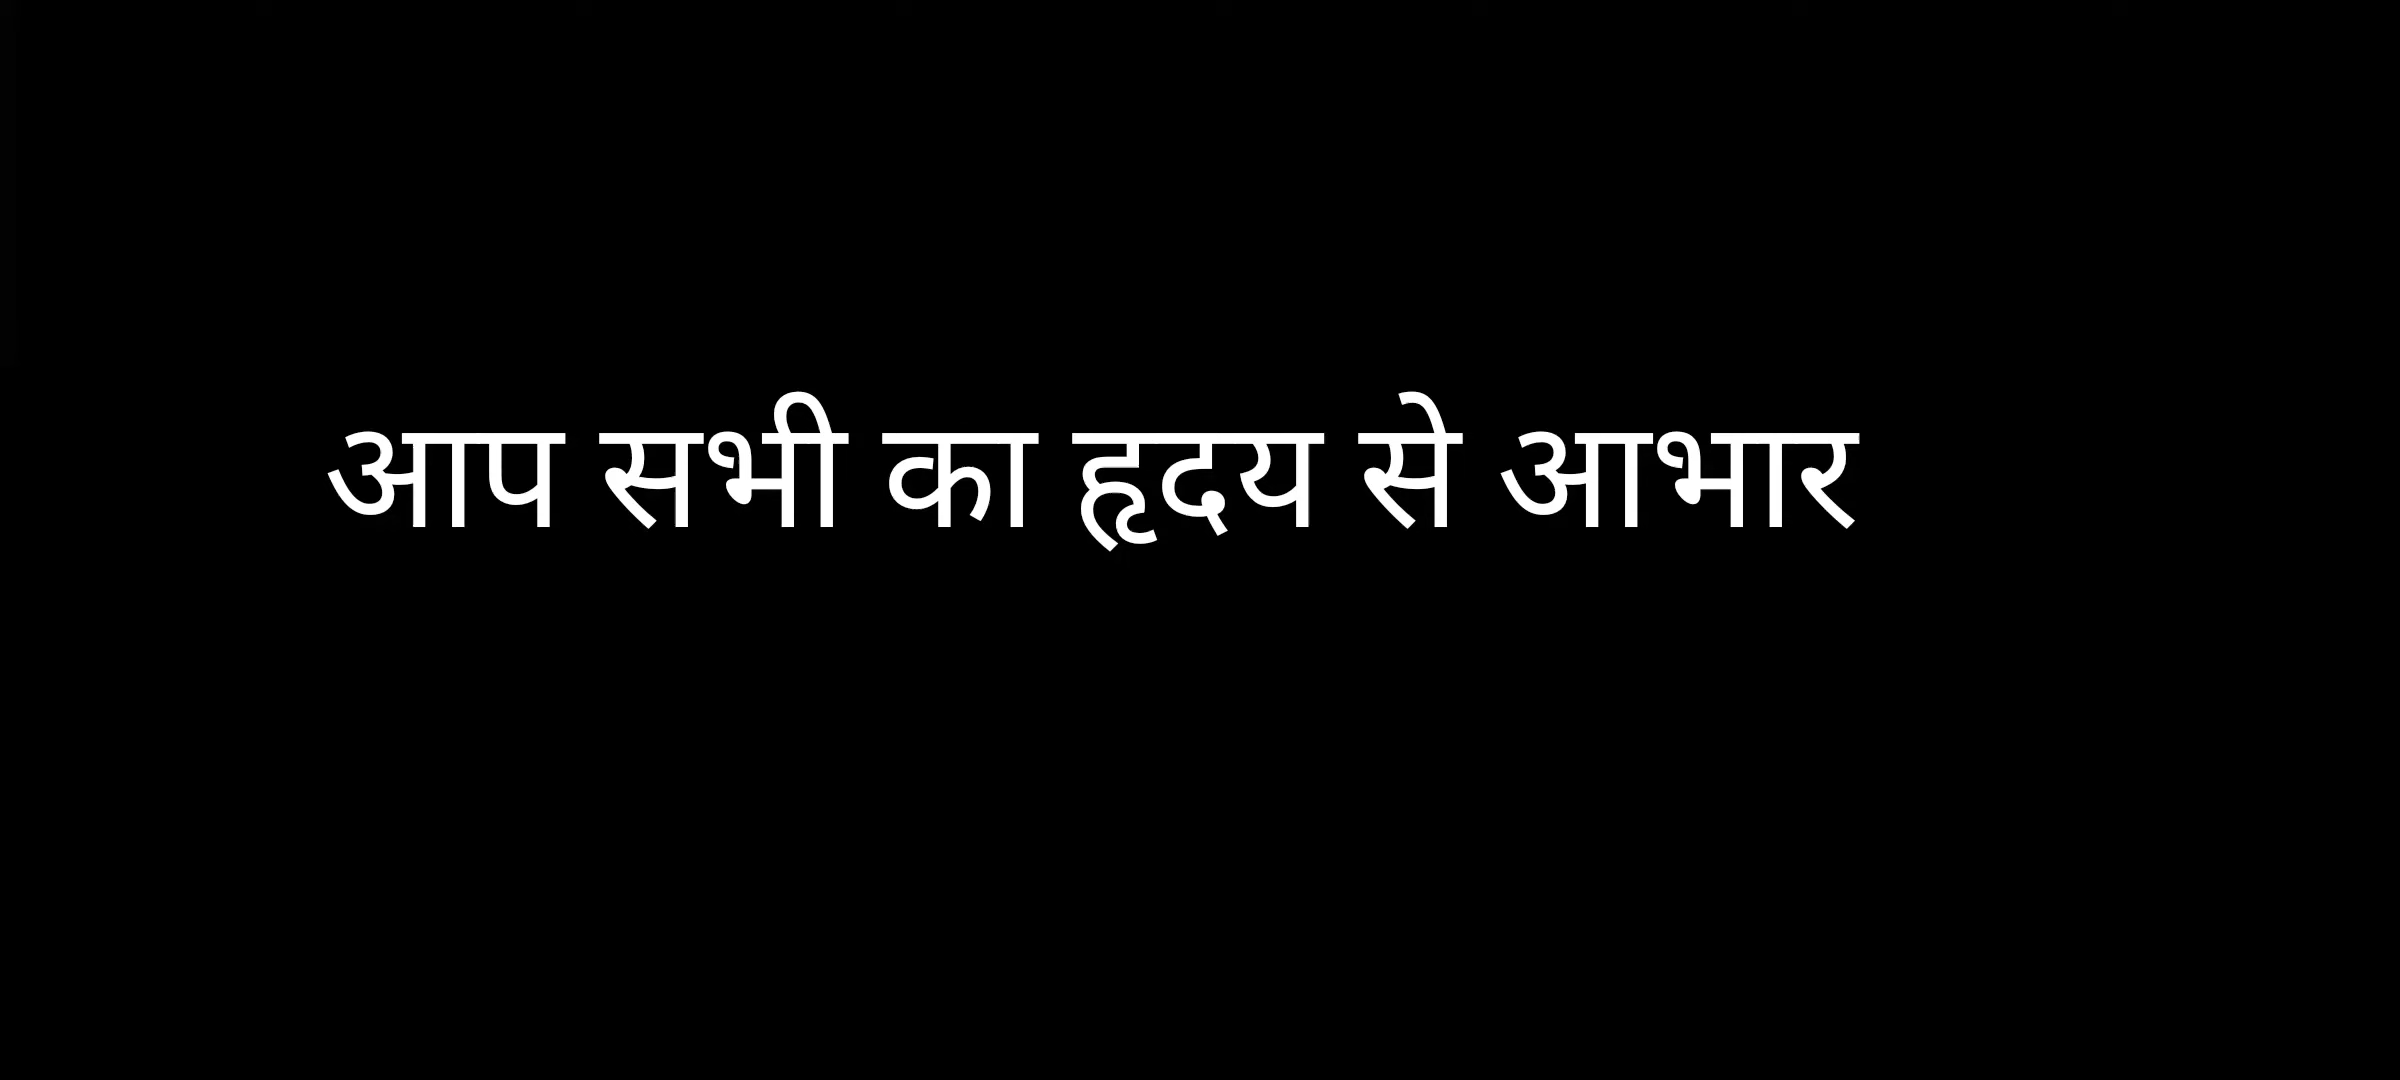 आप सभी का हृदय से आभार